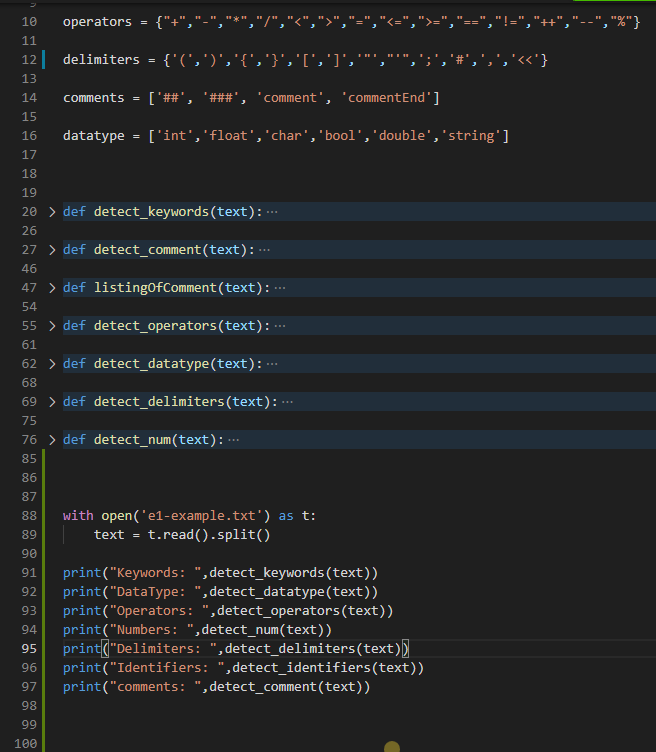 10 operators = {"+","-","*","/","<",">","=","<=",">=","==","!=","++","--","%"}
11
12 delimiters = {'(',')','{','}','[',']','"',"'",';','#',',','<<'}
13
14 comments = ['##', '###', 'comment', 'commentEnd']
15
16 datatype = ['int','float','char','bool','double','string']
17
18
19
20 def detect_keywords(text):···
26
27 def detect_comment(text):···
46
47 def listingOfComment(text):···
54
55 def detect_operators(text):···
61
62 def detect_datatype(text):···
68
69 def detect_delimiters(text):···
75
76 def detect_num(text):···
85
86
87
88 with open('e1-example.txt') as t:
89     text = t.read().split()
90
91 print("Keywords: ",detect_keywords(text))
92 print("DataType: ",detect_datatype(text))
93 print("Operators: ",detect_operators(text))
94 print("Numbers: ",detect_num(text))
95 print("Delimiters: ",detect_delimiters(text))
96 print("Identifiers: ",detect_identifiers(text))
97 print("comments: ",detect_comment(text))
98
99
100